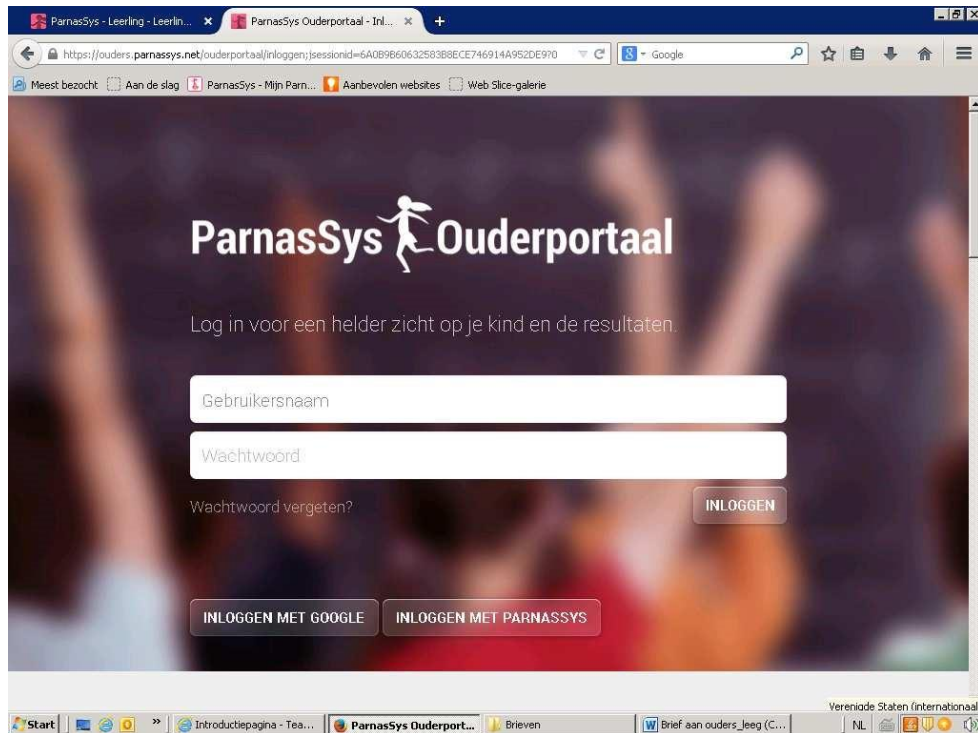 ParnasSys - Leerling - Leerlin...
ParnasSys Ouderportaal - Inl...
https://ouders.parnassys.net/ouderportaal/inloggen;jsessionid=6A0B9B60632583B8ECE746914A952DE9?0
8 Google
Meest bezocht Aan de slag ParnasSys - Mijn Parn... Aanbevolen websites Web Slice-galerie
ParnasSys Ouderportaal
Log in voor een helder zicht op je kind en de resultaten.
Gebruikersnaam
Wachtwoord
Wachtwoord vergeten?
INLOGGEN
INLOGGEN MET GOOGLE INLOGGEN MET PARNASSYS
Verenigde Staten (internationaal
Start
Introductiepagina - Tea...
ParnasSys Ouderport...
Brieven
Brief aan ouders_leeg (C...
NL